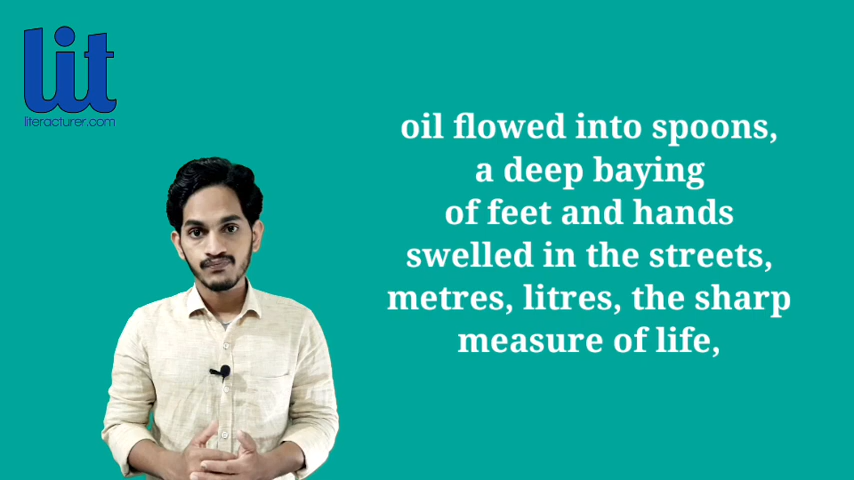 lit
literacturer.com
oil flowed into spoons,
a deep baying
of feet and hands
swelled in the streets,
metres, litres, the sharp
measure of life,